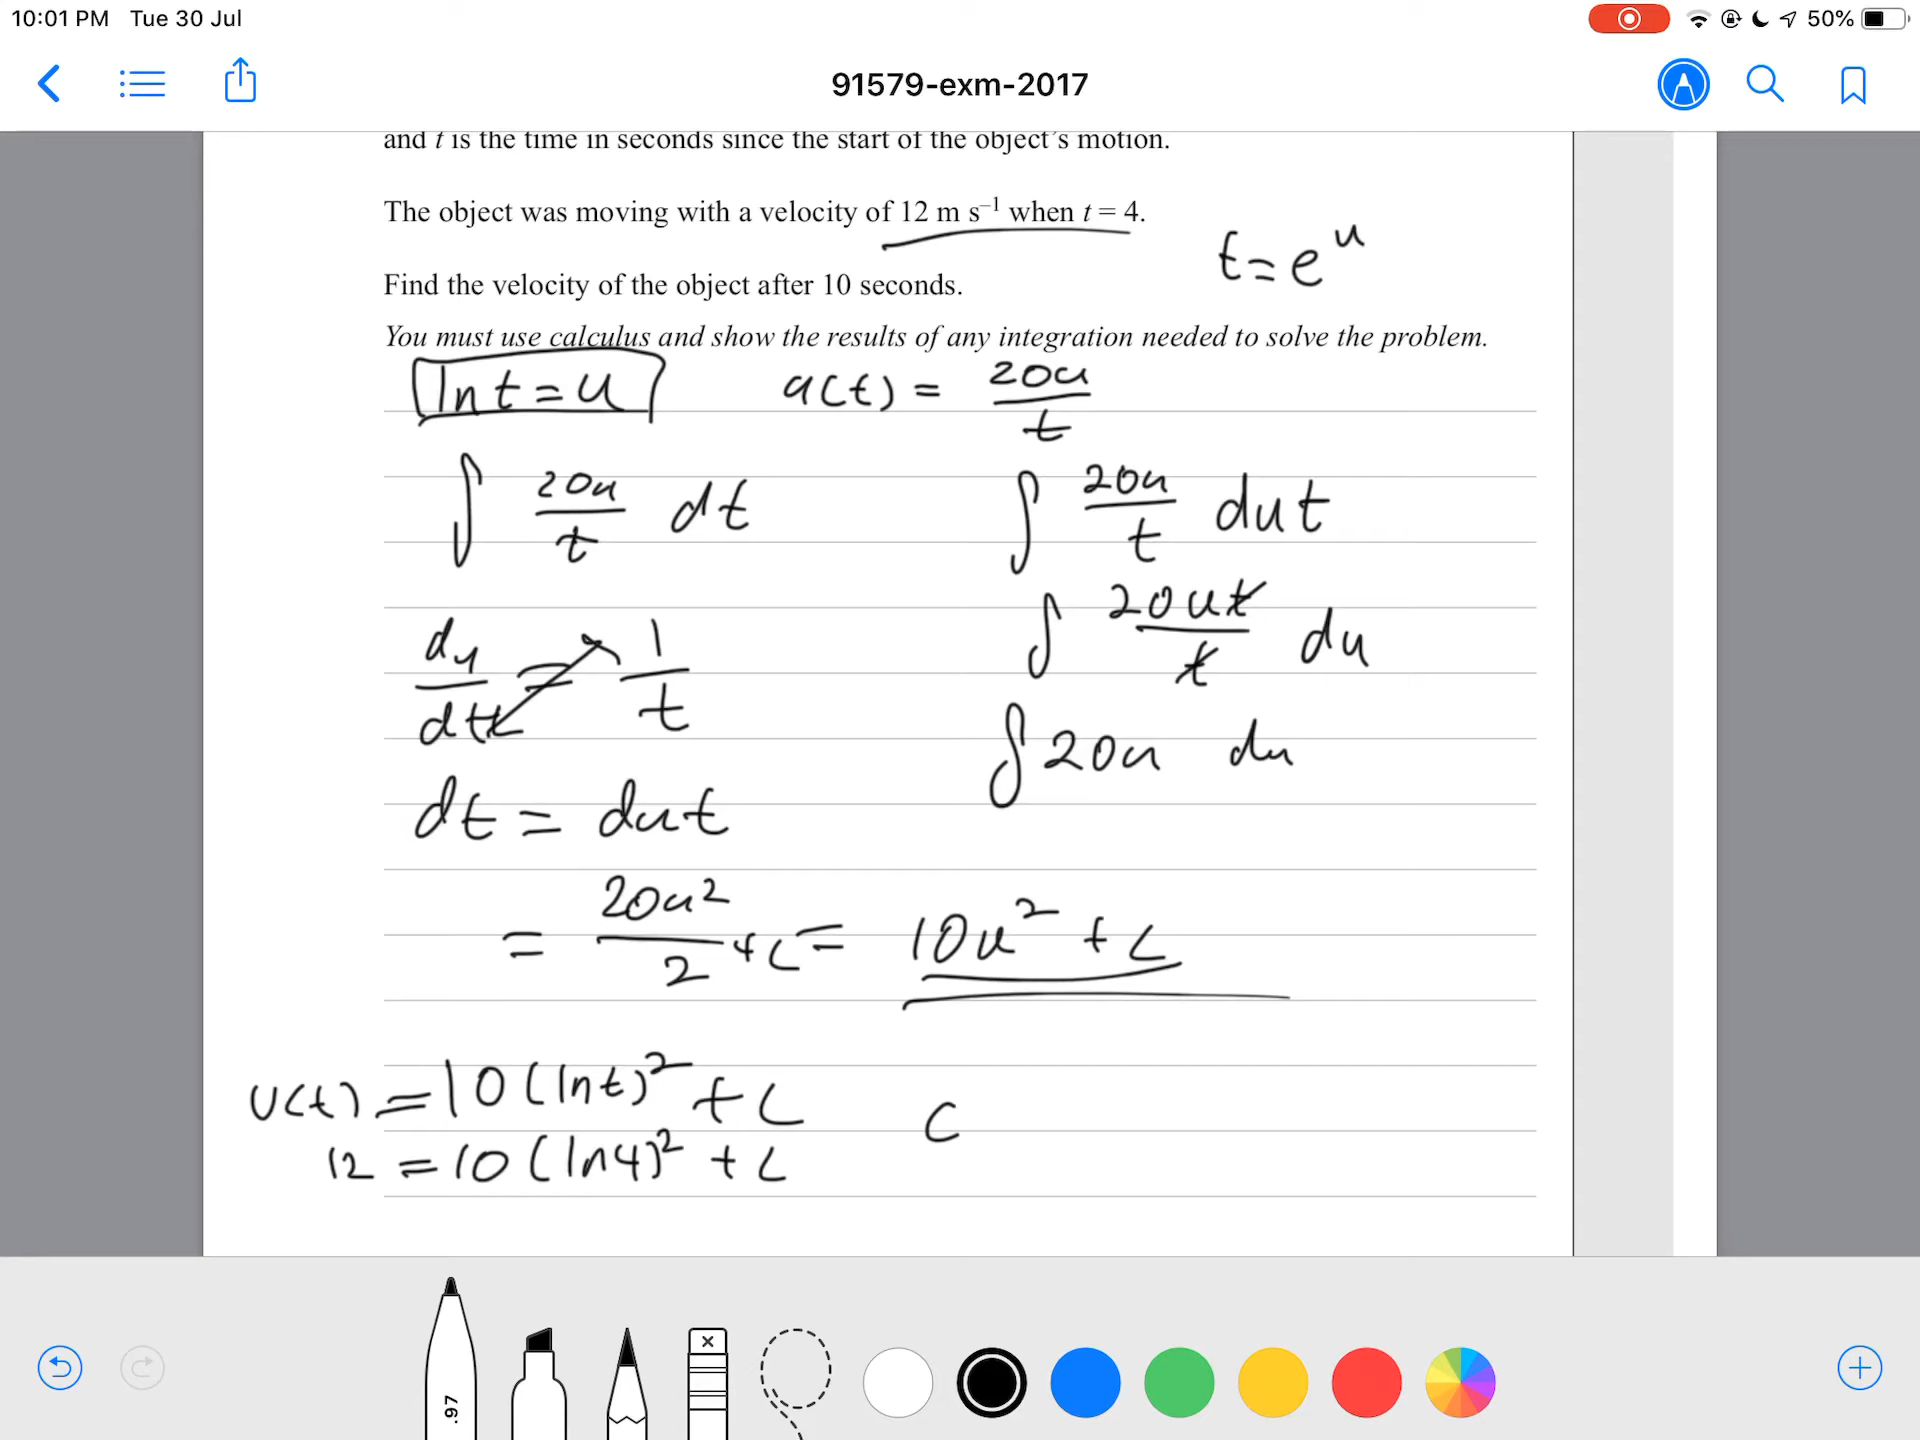 10:01 PM Tue 30 Jul 50%
91579-exm-2017
and t is the time in seconds since the start of the object's motion.
The object was moving with a velocity of 12 m s⁻¹ when t = 4.
t = e^u
Find the velocity of the object after 10 seconds.
You must use calculus and show the results of any integration needed to solve the problem.
ln t = u a(t) = 20u/t
∫ 20u/t dt ∫ 20u/t dut
∫ 20ut/t du
du/dt = 1/t
∫ 20u du
dt = dut
= 20u²/2 + c = 10u² + c
v(t) = 10(ln t)² + c c
12 = 10(ln4)² + c
.97